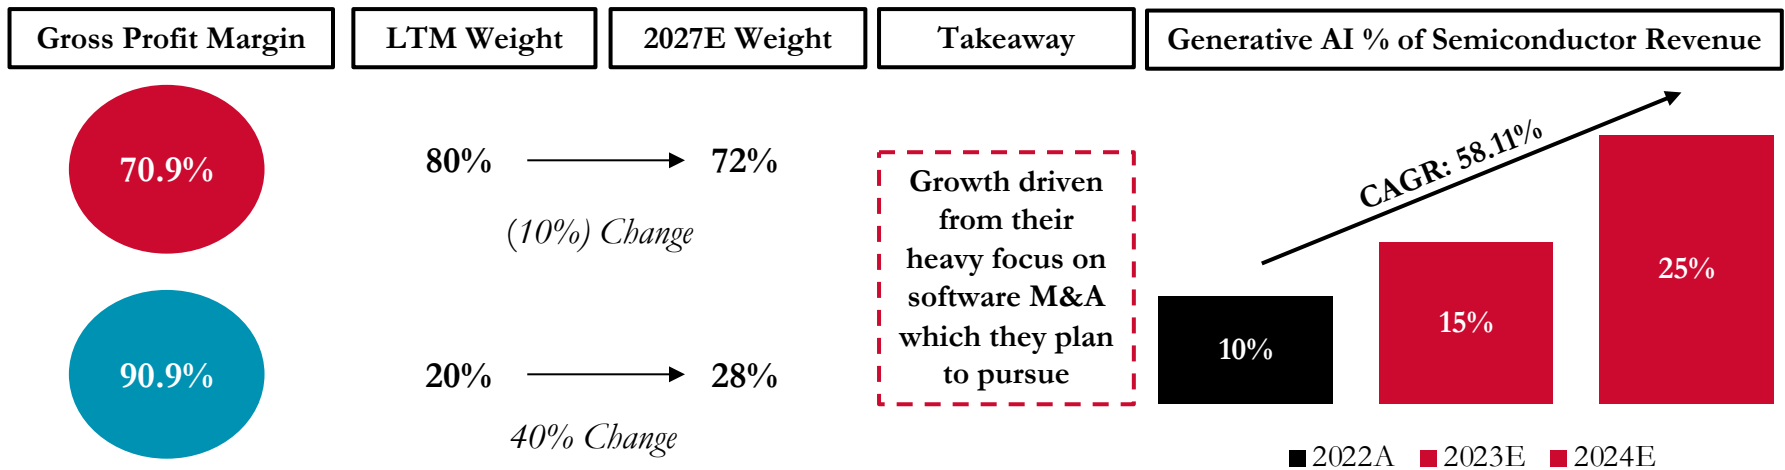 Gross Profit Margin
LTM Weight
2027E Weight
Takeaway
Generative AI % of Semiconductor Revenue
70.9%
80%
72%
(10%) Change
90.9%
20%
28%
40% Change
Growth driven
from their
heavy focus on
software M&A
which they plan
to pursue
CAGR: 58.11%
10%
15%
25%
2022A
2023E
2024E